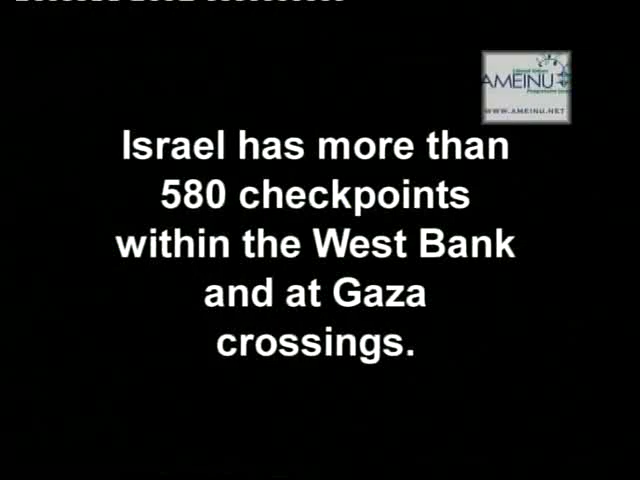 AMEINU
WWW.AMEINU.NET
Israel has more than
580 checkpoints
within the West Bank
and at Gaza
crossings.